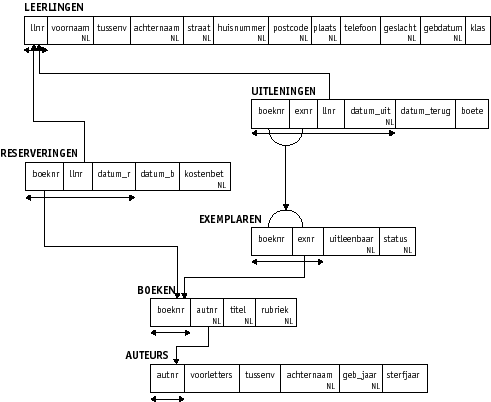 LEERLINGEN
llnr voornaam tussenv achternaam straat huisnummer postcode plaats telefoon geslacht gebdatum klas
NL NL NL NL NL NL NL NL
UITLENINGEN
boeknr exnr llnr datum_uit datum_terug boete
NL
RESERVERINGEN
boeknr llnr datum_r datum_b kostenbet
NL
EXEMPLAREN
boeknr exnr uitleenbaar status
NL NL
BOEKEN
boeknr autnr titel rubriek
NL NL NL
AUTEURS
autnr voorletters tussenv achternaam geb_jaar sterfjaar
NL NL